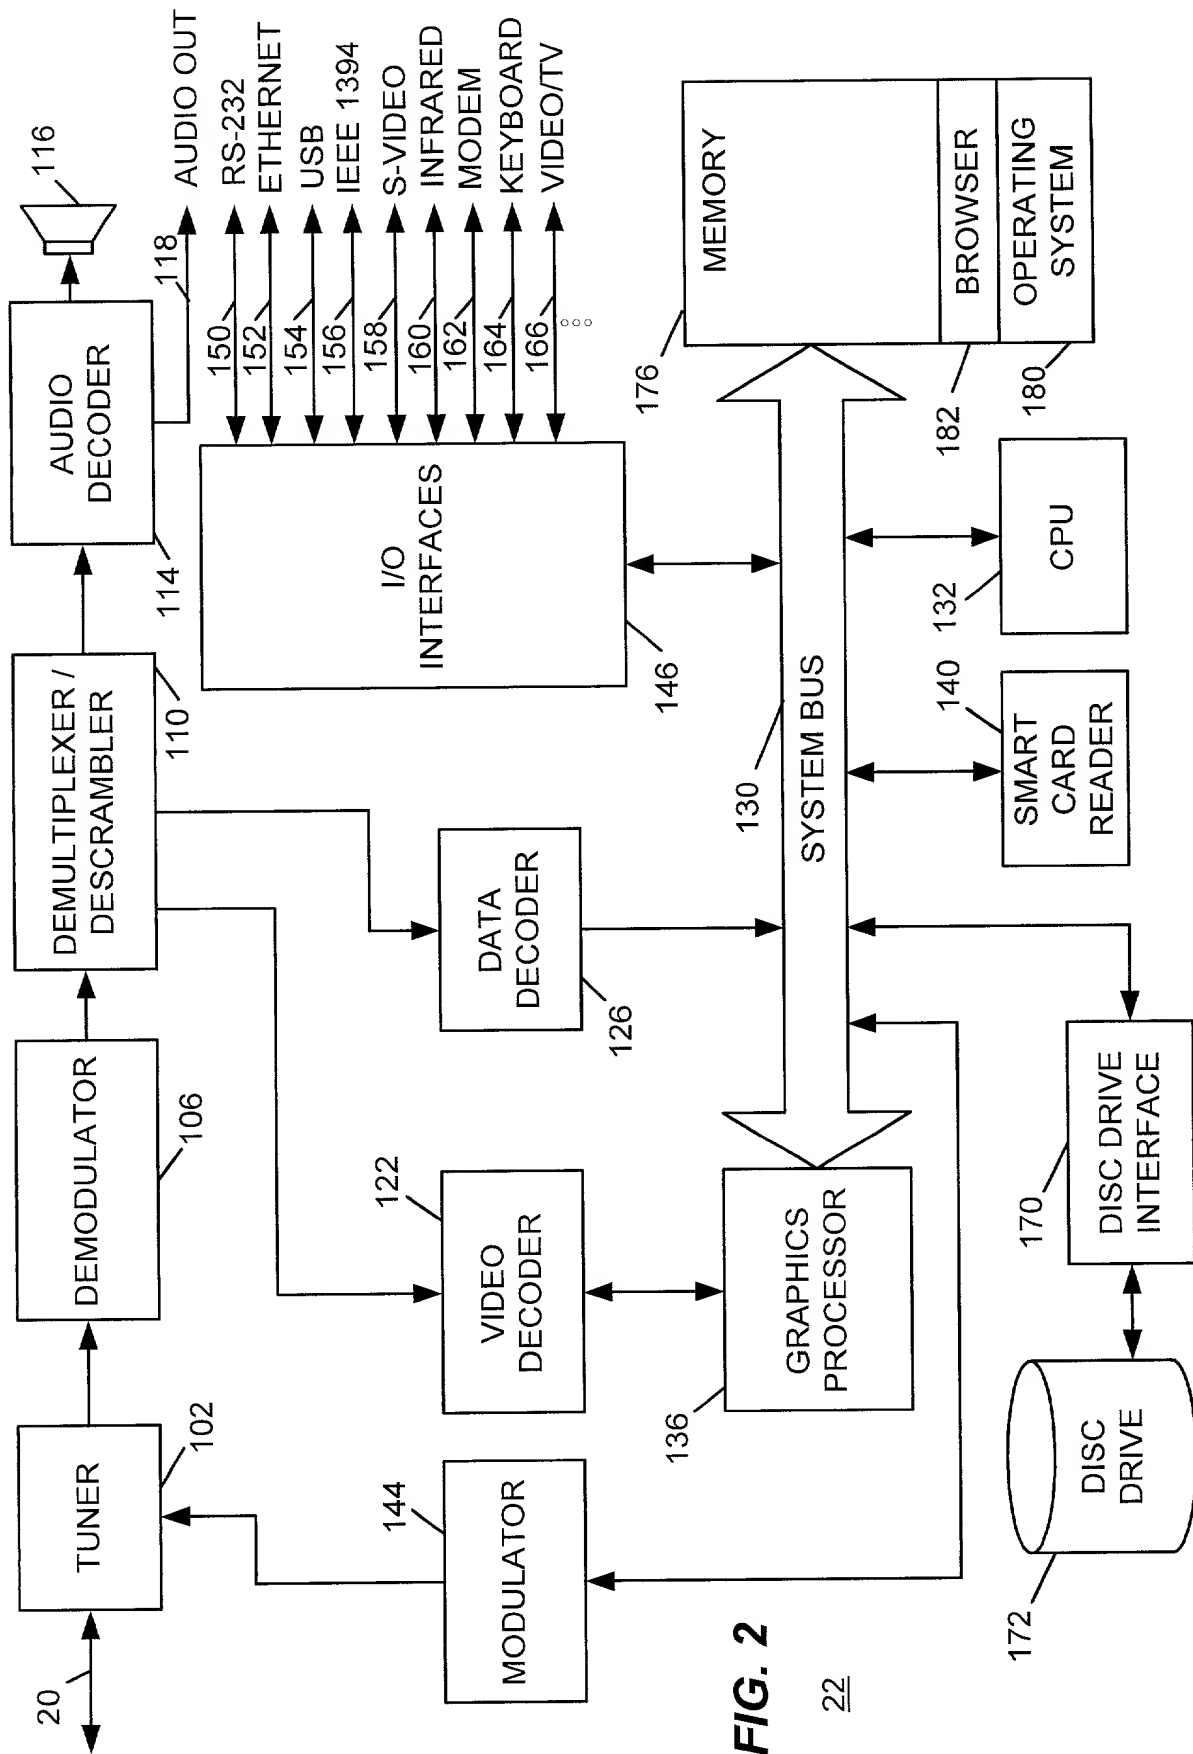 20
TUNER
102
DEMODULATOR
106
DEMULTIPLEXER /
DESCRAMBLER
110
AUDIO
DECODER
114
116
118
AUDIO OUT
150
RS-232
152
ETHERNET
154
USB
156
IEEE 1394
158
S-VIDEO
160
INFRARED
162
MODEM
164
KEYBOARD
166
VIDEO/TV
I/O
INTERFACES
146
144
MODULATOR
122
VIDEO
DECODER
DATA
DECODER
126
136
GRAPHICS
PROCESSOR
130
SYSTEM BUS
176
MEMORY
182
BROWSER
180
OPERATING
SYSTEM
172
DISC
DRIVE
170
DISC DRIVE
INTERFACE
140
SMART
CARD
READER
132
CPU
FIG. 2
22